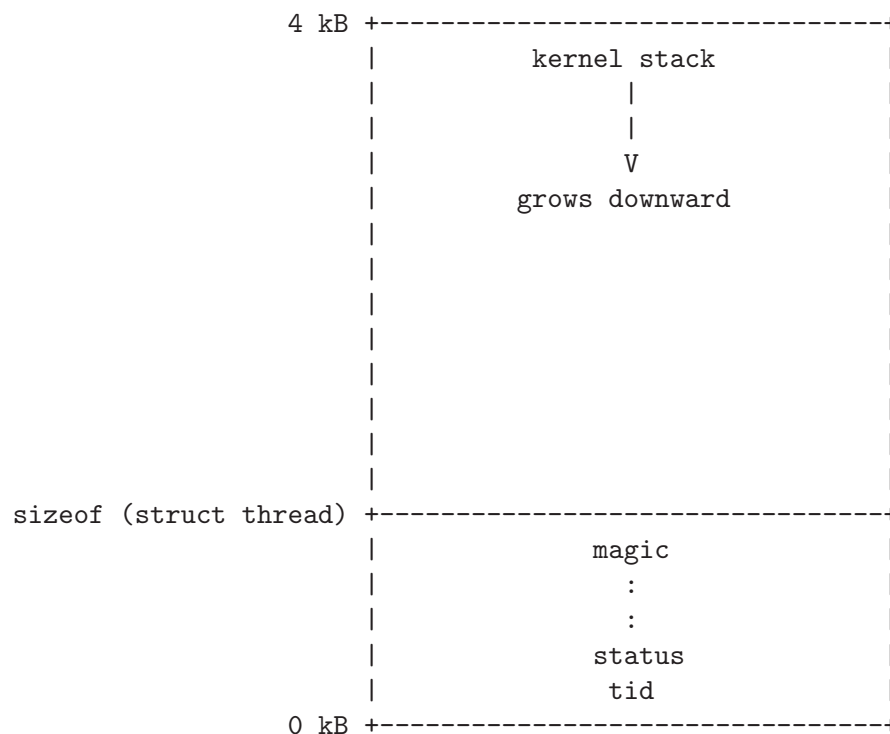 4 kB +---------------------------------+
|          kernel stack           |
|                |                |
|                |                |
|                V                |
|         grows downward          |
|                                 |
|                                 |
|                                 |
|                                 |
|                                 |
|                                 |
|                                 |
|                                 |
sizeof (struct thread) +---------------------------------+
|              magic              |
|                :                |
|                :                |
|              status             |
|               tid               |
0 kB +---------------------------------+